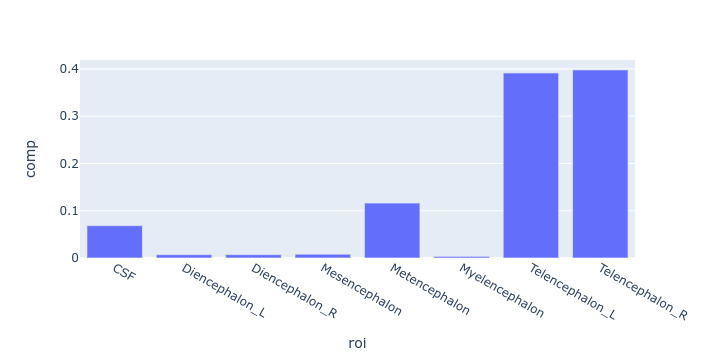 comp
0.4
0.3
0.2
0.1
0
CSF
Diencephalon_L
Diencephalon_R
Mesencephalon
Metencephalon
Myelencephalon
Telencephalon_L
Telencephalon_R
roi